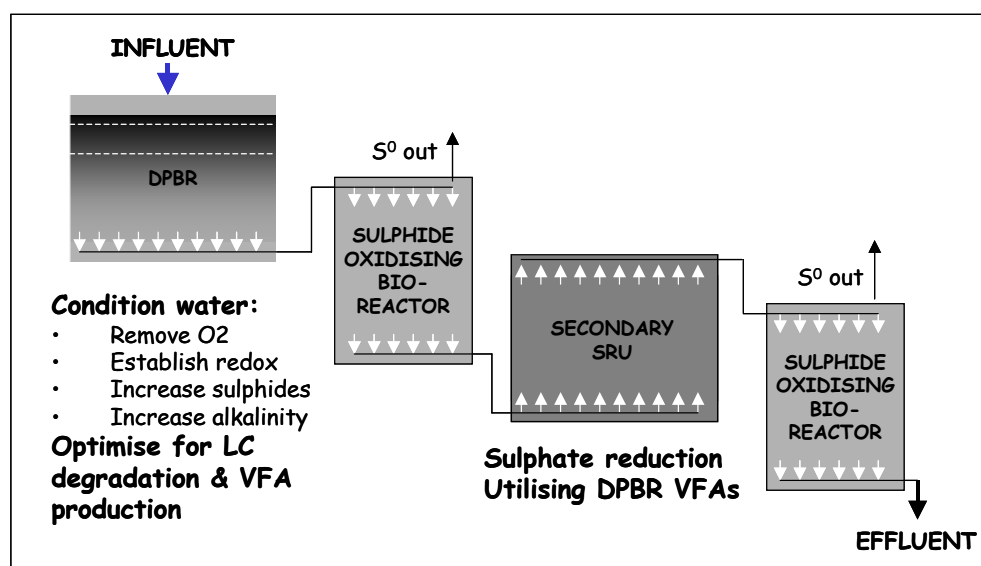 INFLUENT
DPBR
S⁰ out
SULPHIDE
OXIDISING
BIO-
REACTOR
Condition water:
• Remove O2
• Establish redox
• Increase sulphides
• Increase alkalinity
Optimise for LC
degradation & VFA
production
SECONDARY
SRU
Sulphate reduction
Utilising DPBR VFAs
S⁰ out
SULPHIDE
OXIDISING
BIO-
REACTOR
EFFLUENT